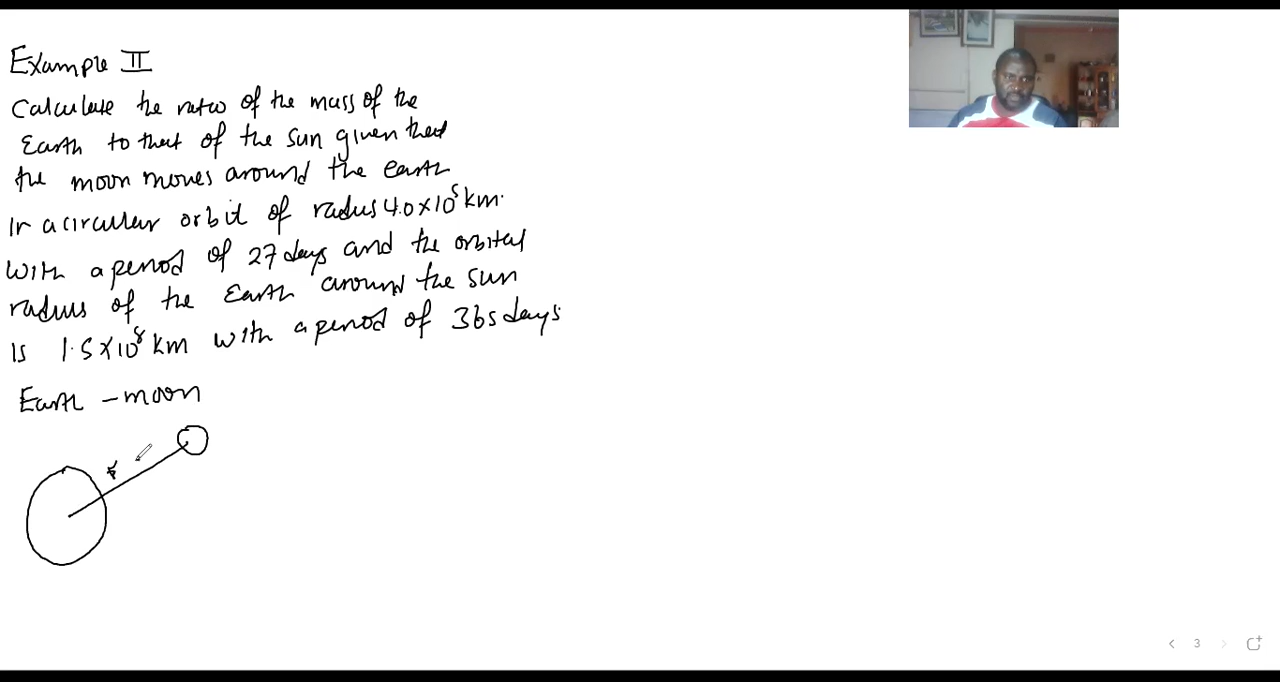 Example II
Calculate the ratio of the mass of the
Earth to that of the sun given that
the moon moves around the earth
In a circular orbit of radius 4.0×10⁵ km.
With a period of 27 days and the orbital
radius of the Earth around the sun
Is 1.5×10⁸ km with a period of 365 days.
Earth - moon
3